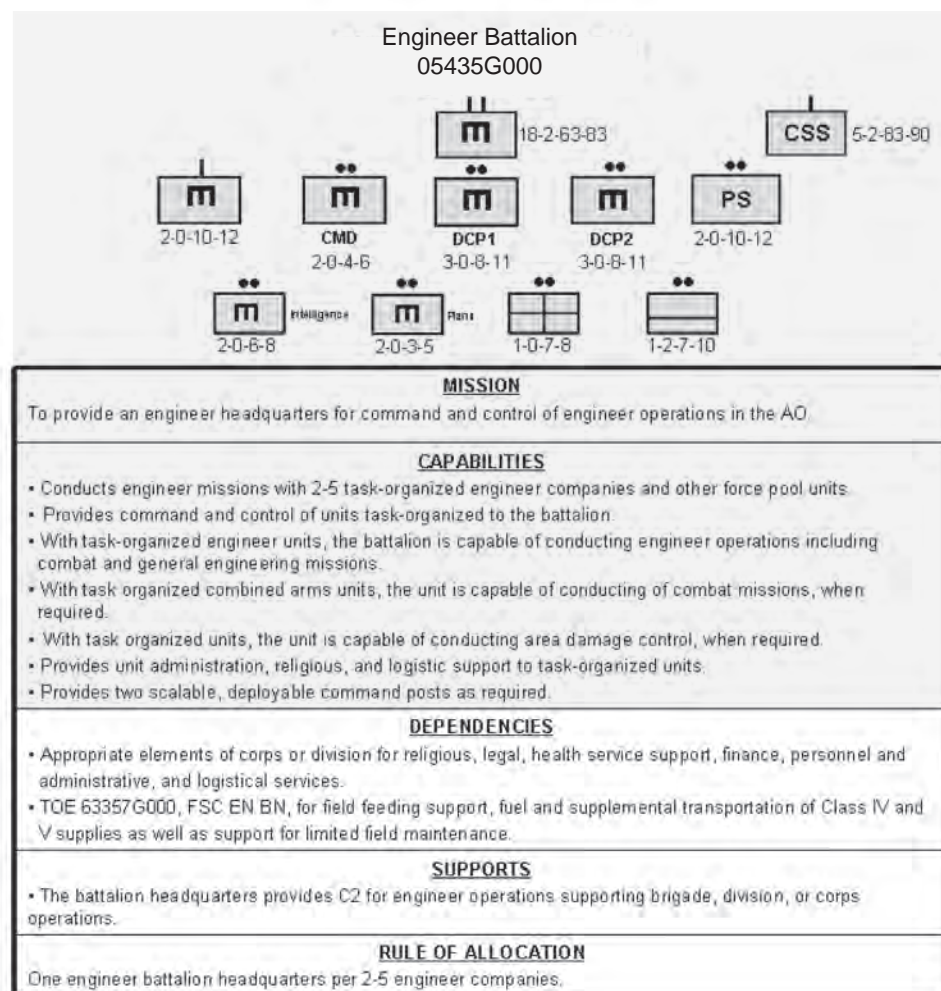 Engineer Battalion
05435G000
18-2-63-83
CSS 5-2-83-90
PS
2-0-10-12
CMD
2-0-4-6
DCP1
3-0-8-11
DCP2
3-0-8-11
2-0-10-12
Intelligence
2-0-6-8
Plans
2-0-3-5
1-0-7-8
1-2-7-10
MISSION
To provide an engineer headquarters for command and control of engineer operations in the AO.
CAPABILITIES
• Conducts engineer missions with 2-5 task-organized engineer companies and other force pool units.
• Provides command and control of units task-organized to the battalion.
• With task-organized engineer units, the battalion is capable of conducting engineer operations including
combat and general engineering missions.
• With task organized combined arms units, the unit is capable of conducting of combat missions, when
required.
• With task organized units, the unit is capable of conducting area damage control, when required.
• Provides unit administration, religious, and logistic support to task-organized units.
• Provides two scalable, deployable command posts as required.
DEPENDENCIES
• Appropriate elements of corps or division for religious, legal, health service support, finance, personnel and
administrative, and logistical services.
• TOE 63357G000, FSC EN BN, for field feeding support, fuel and supplemental transportation of Class IV and
V supplies as well as support for limited field maintenance.
SUPPORTS
• The battalion headquarters provides C2 for engineer operations supporting brigade, division, or corps
operations.
RULE OF ALLOCATION
One engineer battalion headquarters per 2-5 engineer companies.